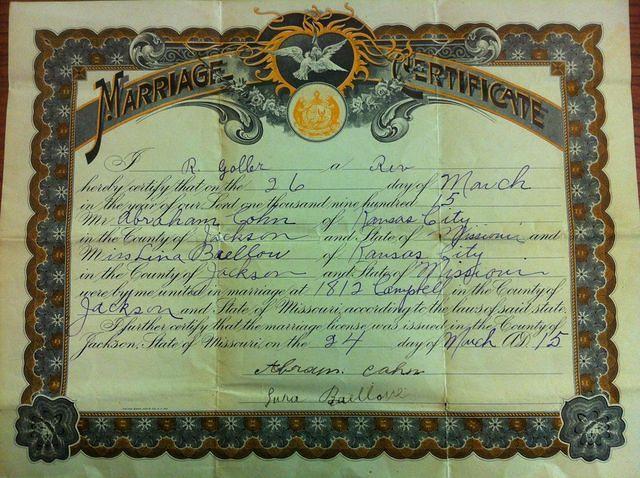 MARRIAGE CERTIFICATE
I R. Goller a Rev
hereby certify that on the 26 day of March
in the year of our Lord one thousand nine hundred 15
Mr Abraham Cohn of Kansas City
in the County of Jackson and State of Missouri and
Miss Lina Baellow of Kansas City
in the County of Jackson and State of Missouri
were by me united in marriage at 1812 Campbell in the County of
Jackson and State of Missouri, according to the laws of said state.
I further certify that the marriage license was issued in the County of
Jackson, State of Missouri, on the 24 day of March A.D. 15
Abram Cahn
Baellove